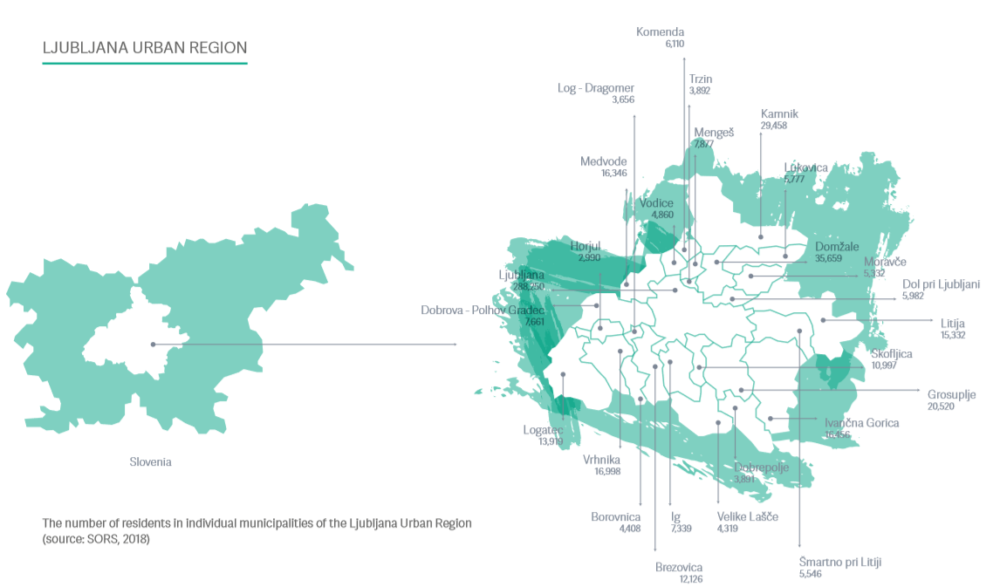 LJUBLJANA URBAN REGION
Komenda
6,110
Trzin
3,892
Log - Dragomer
3,656
Kamnik
29,458
Mengeš
7,877
Medvode
16,346
Lukovica
5,777
Vodice
4,860
Horjul
2,990
Domžale
35,659
Moravče
5,332
Ljubljana
288,250
Dol pri Ljubljani
5,982
Dobrova - Polhov Gradec
7,661
Litija
15,332
Škofljica
10,997
Grosuplje
20,520
Ivančna Gorica
16,456
Logatec
13,919
Vrhnika
16,998
Dobrepolje
3,891
Slovenia
Borovnica
4,408
Ig
7,339
Velike Lašče
4,319
Brezovica
12,126
Šmartno pri Litiji
5,546
The number of residents in individual municipalities of the Ljubljana Urban Region
(source: SORS, 2018)